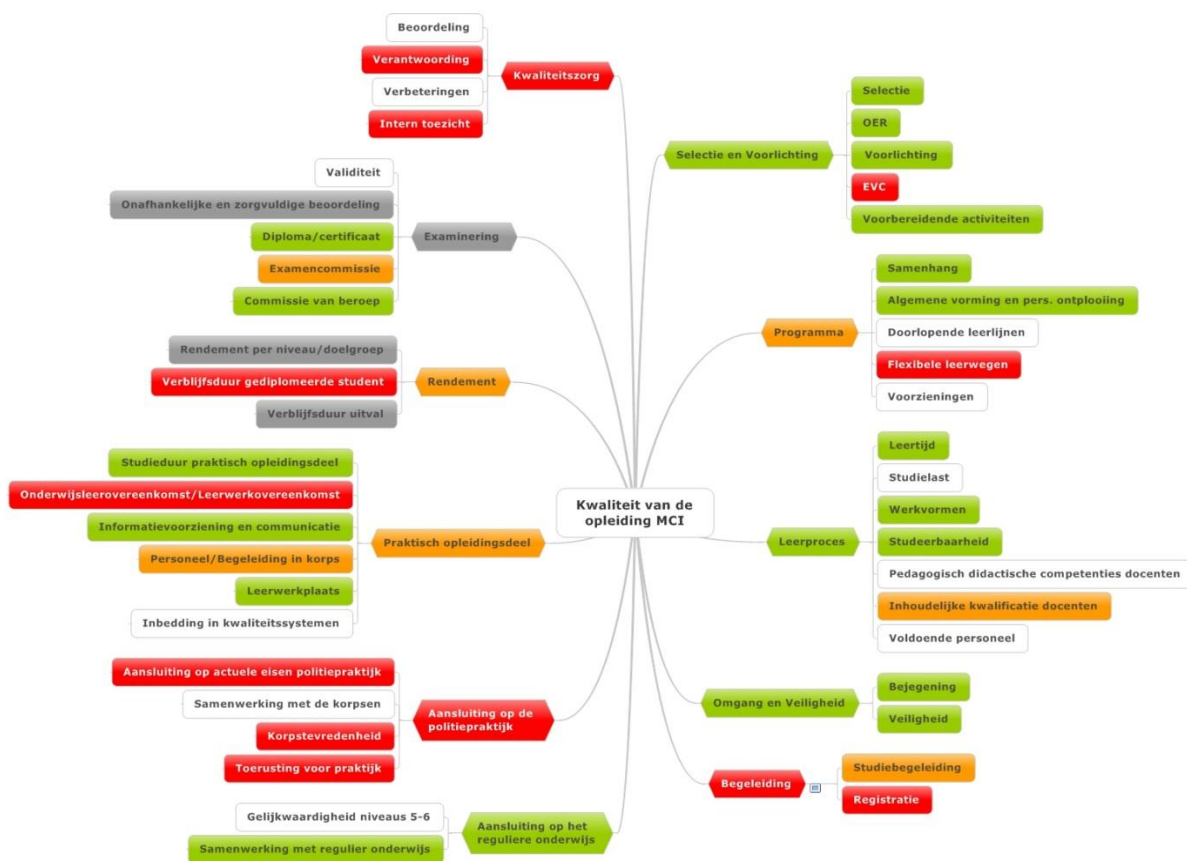 Kwaliteit van de
opleiding MCI
Kwaliteitszorg
Beoordeling
Verantwoording
Verbeteringen
Intern toezicht
Examinering
Validiteit
Onafhankelijke en zorgvuldige beoordeling
Diploma/certificaat
Examencommissie
Commissie van beroep
Rendement
Rendement per niveau/doelgroep
Verblijfsduur gediplomeerde student
Verblijfsduur uitval
Praktisch opleidingsdeel
Studieduur praktisch opleidingsdeel
Onderwijsleerovereenkomst/Leerwerkovereenkomst
Informatievoorziening en communicatie
Personeel/Begeleiding in korps
Leerwerkplaats
Inbedding in kwaliteitssystemen
Aansluiting op de
politiepraktijk
Aansluiting op actuele eisen politiepraktijk
Samenwerking met de korpsen
Korpstevredenheid
Toerusting voor praktijk
Aansluiting op het
reguliere onderwijs
Gelijkwaardigheid niveaus 5-6
Samenwerking met regulier onderwijs
Selectie en Voorlichting
Selectie
OER
Voorlichting
EVC
Voorbereidende activiteiten
Programma
Samenhang
Algemene vorming en pers. ontplooiing
Doorlopende leerlijnen
Flexibele leerwegen
Voorzieningen
Leerproces
Leertijd
Studielast
Werkvormen
Studeerbaarheid
Pedagogisch didactische competenties docenten
Inhoudelijke kwalificatie docenten
Voldoende personeel
Omgang en Veiligheid
Bejegening
Veiligheid
Begeleiding
Studiebegeleiding
Registratie